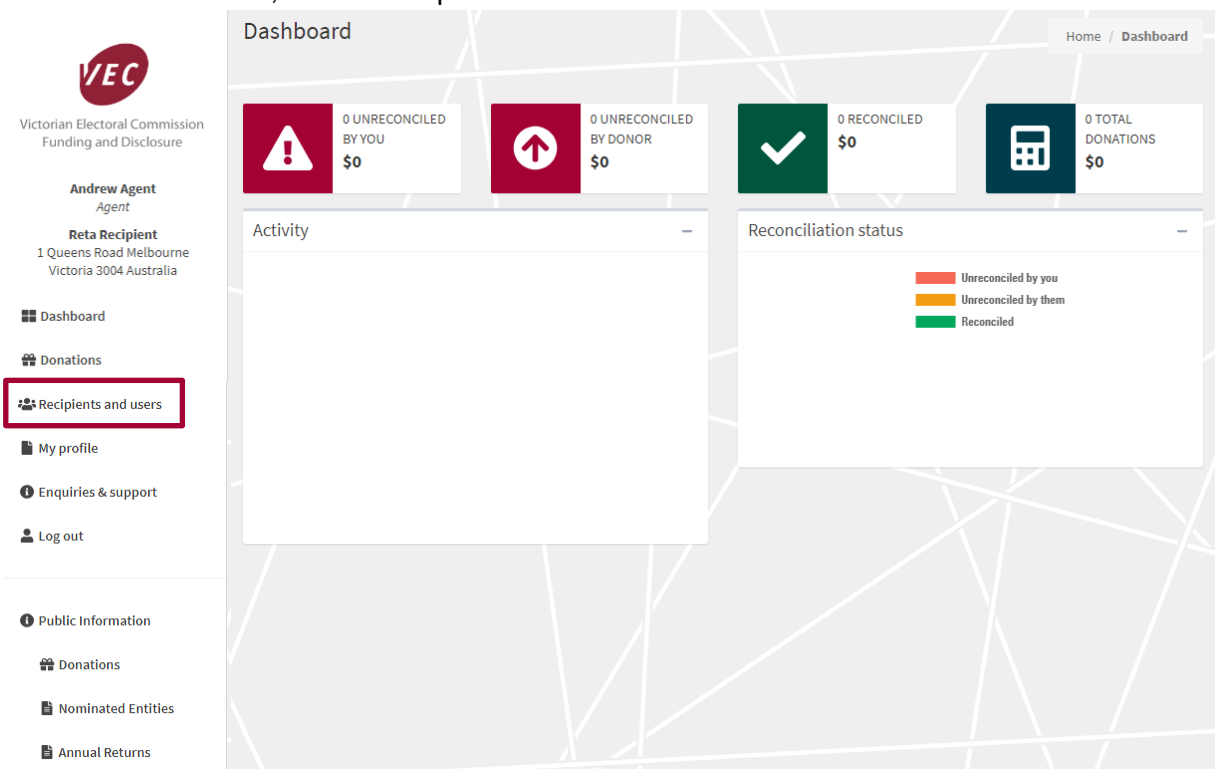 Dashboard
Home / Dashboard
VEC
Victorian Electoral Commission
Funding and Disclosure
Andrew Agent
Agent
Reta Recipient
1 Queens Road Melbourne
Victoria 3004 Australia
Dashboard
Donations
Recipients and users
My profile
Enquiries & support
Log out
Public Information
Donations
Nominated Entities
Annual Returns
0 UNRECONCILED
BY YOU
$0
0 UNRECONCILED
BY DONOR
$0
0 RECONCILED
$0
0 TOTAL
DONATIONS
$0
Activity
Reconciliation status
Unreconciled by you
Unreconciled by them
Reconciled